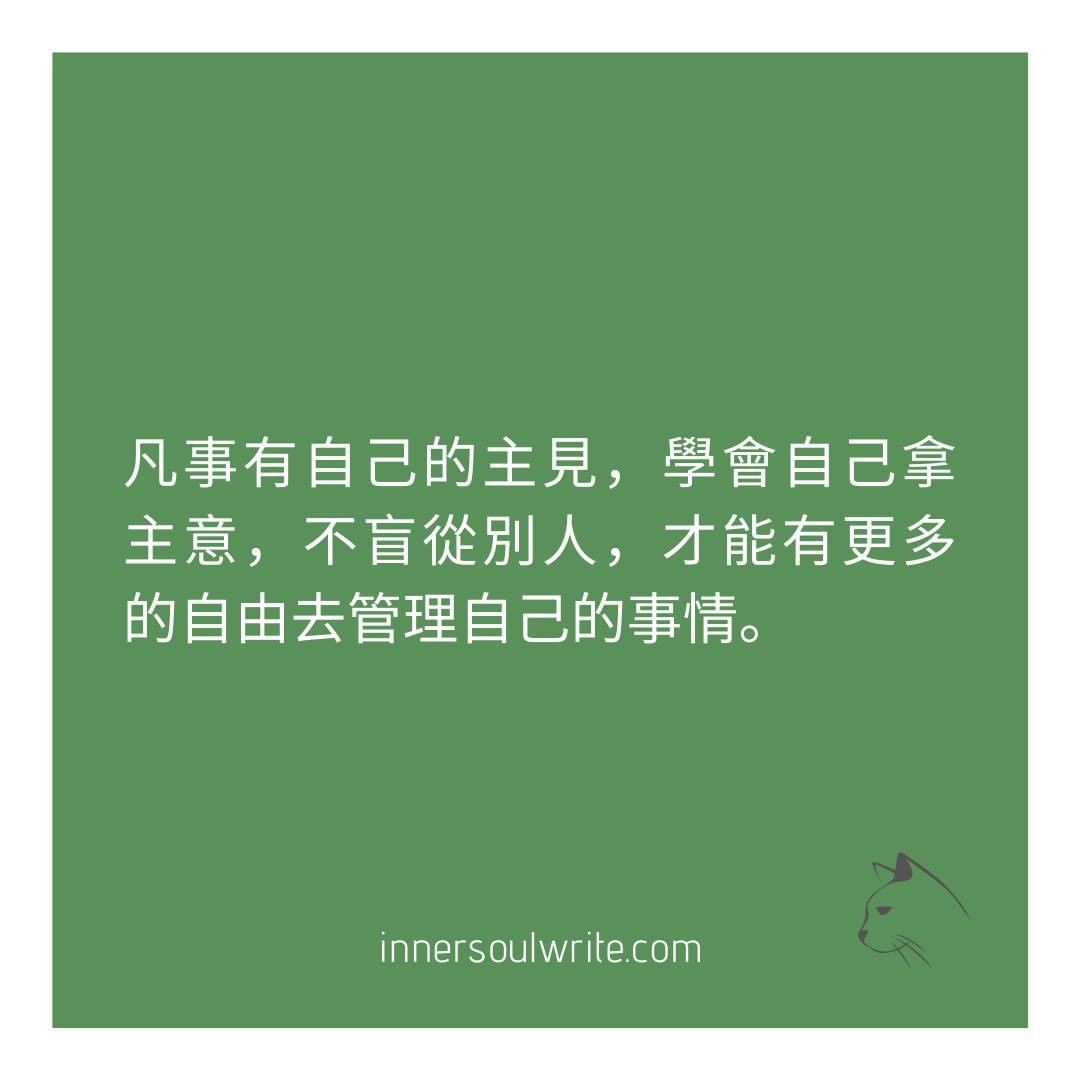 凡事有自己的主見，學會自己拿
主意，不盲從別人，才能有更多
的自由去管理自己的事情。
innersoulwrite.com